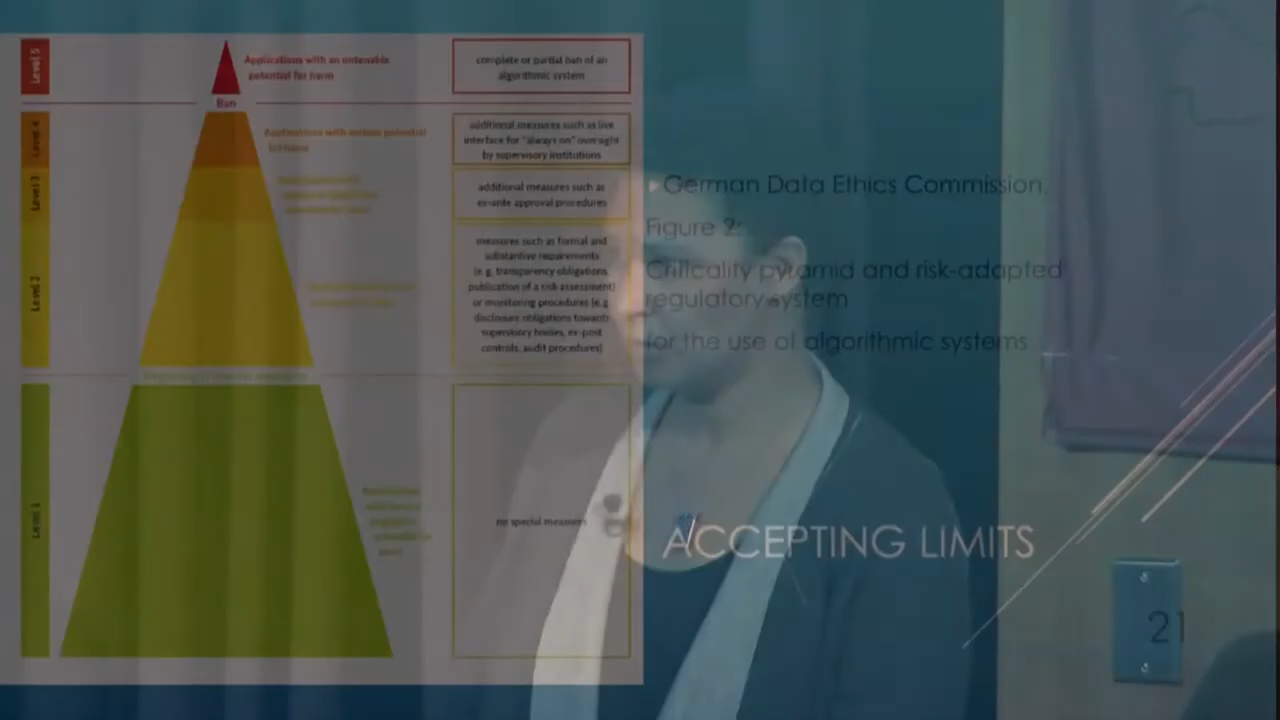 Level 5
Applications with an untenable
potential for harm
complete or partial ban of an
algorithmic system
Ban
Level 4
Applications with serious potential
for harm
additional measures such as live
interface for "always on" oversight
by supervisory institutions
Level 3
additional measures such as
ex-ante approval procedures
Level 2
measures such as formal and
substantive requirements
(e.g. transparency obligations,
publication of a risk assessment)
or monitoring procedures (e.g.
disclosure obligations towards
supervisory bodies, ex-post
controls, audit procedures)
Level 1
no special measures
German Data Ethics Commission,
Figure 2:
Criticality pyramid and risk-adapted
regulatory system
for the use of algorithmic systems
ACCEPTING LIMITS
21